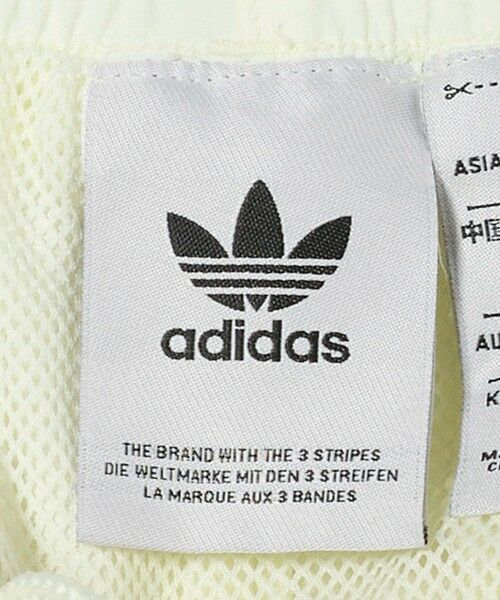 adidas
THE BRAND WITH THE 3 STRIPES
DIE WELTMARKE MIT DEN 3 STREIFEN
LA MARQUE AUX 3 BANDES
ASIA
中国
AU
K